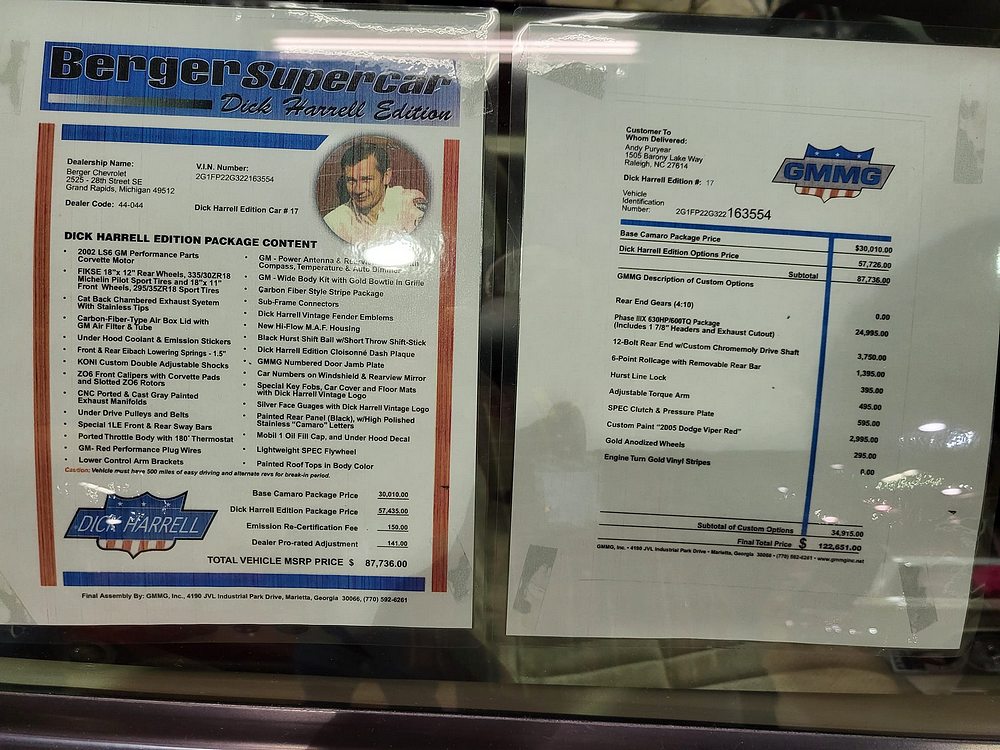 Berger Supercar
Dick Harrell Edition
Dealership Name:
Berger Chevrolet
2525 - 28th Street SE
Grand Rapids, Michigan 49512
Dealer Code: 44-044
V.I.N. Number:
2G1FP22G322163554
Dick Harrell Edition Car # 17
DICK HARRELL EDITION PACKAGE CONTENT
• 2002 LS6 GM Performance Parts
Corvette Motor
• FIKSE 18"x 12" Rear Wheels, 335/30ZR18
Michelin Pilot Sport Tires and 18"x 11"
Front Wheels, 295/35ZR18 Sport Tires
• Cat Back Chambered Exhaust System
With Stainless Tips
• Carbon-Fiber-Type Air Box Lid with
GM Air Filter & Tube
• Under Hood Coolant & Emission Stickers
• Front & Rear Eibach Lowering Springs - 1.5"
• KONI Custom Double Adjustable Shocks
• ZO6 Front Calipers with Corvette Pads
and Slotted ZO6 Rotors
• CNC Ported & Cast Gray Painted
Exhaust Manifolds
• Under Drive Pulleys and Belts
• Special 1LE Front & Rear Sway Bars
• Ported Throttle Body with 180° Thermostat
• GM- Red Performance Plug Wires
• Lower Control Arm Brackets
• GM - Power Antenna &
Compass, Temperature & Auto Dimmer
• GM - Wide Body Kit with Gold Bowtie in Grille
• Carbon Fiber Style Stripe Package
• Sub-Frame Connectors
• Dick Harrell Vintage Fender Emblems
• New Hi-Flow M.A.F. Housing
• Black Hurst Shift Ball w/Short Throw Shift-Stick
• Dick Harrell Edition Cloisonné Dash Plaque
• GMMG Numbered Door Jamb Plate
• Car Numbers on Windshield & Rearview Mirror
• Special Key Fobs, Car Cover and Floor Mats
with Dick Harrell Vintage Logo
• Silver Face Guages with Dick Harrell Vintage Logo
• Painted Rear Panel (Black), w/High Polished
Stainless "Camaro" Letters
• Mobil 1 Oil Fill Cap, and Under Hood Decal
• Lightweight SPEC Flywheel
• Painted Roof Tops in Body Color
Caution: Vehicle must have 500 miles of easy driving and alternate revs for break-in period.
DICK HARRELL
Base Camaro Package Price 30,010.00
Dick Harrell Edition Package Price 57,435.00
Emission Re-Certification Fee 150.00
Dealer Pro-rated Adjustment 141.00
TOTAL VEHICLE MSRP PRICE $ 87,736.00
Final Assembly By: GMMG, Inc., 4190 JVL Industrial Park Drive, Marietta, Georgia 30066, (770) 592-6261
Customer To
Whom Delivered:
Andy Puryear
1505 Barony Lake Way
Raleigh, NC 27614
Dick Harrell Edition #: 17
Vehicle
Identification
Number: 2G1FP22G322163554
GMMG
Base Camaro Package Price $30,010.00
Dick Harrell Edition Options Price 57,726.00
Subtotal 87,736.00
GMMG Description of Custom Options
Rear End Gears (4:10) 0.00
Phase IIIX 630HP/600TQ Package
(Includes 1 7/8" Headers and Exhaust Cutout) 24,995.00
12-Bolt Rear End w/Custom Chromemoly Drive Shaft 3,750.00
6-Point Rollcage with Removable Rear Bar 1,395.00
Hurst Line Lock 395.00
Adjustable Torque Arm 495.00
SPEC Clutch & Pressure Plate 595.00
Custom Paint "2005 Dodge Viper Red" 2,995.00
Gold Anodized Wheels 295.00
Engine Turn Gold Vinyl Stripes 0.00
Subtotal of Custom Options 34,915.00
Final Total Price $ 122,651.00
GMMG, Inc. • 4190 JVL Industrial Park Drive • Marietta, Georgia 30066 • (770) 592-6261 • www.gmmginc.net